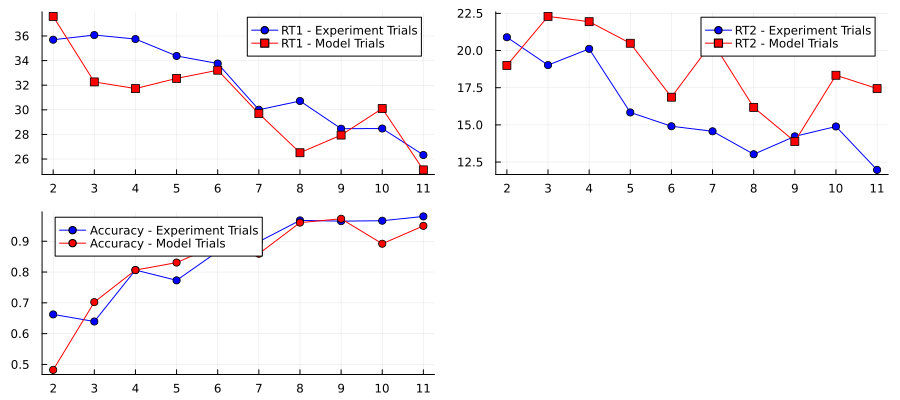 36
34
32
30
28
26
2 3 4 5 6 7 8 9 10 11
RT1 - Experiment Trials
RT1 - Model Trials
22.5
20.0
17.5
15.0
12.5
2 3 4 5 6 7 8 9 10 11
RT2 - Experiment Trials
RT2 - Model Trials
0.9
0.8
0.7
0.6
0.5
2 3 4 5 6 7 8 9 10 11
Accuracy - Experiment Trials
Accuracy - Model Trials